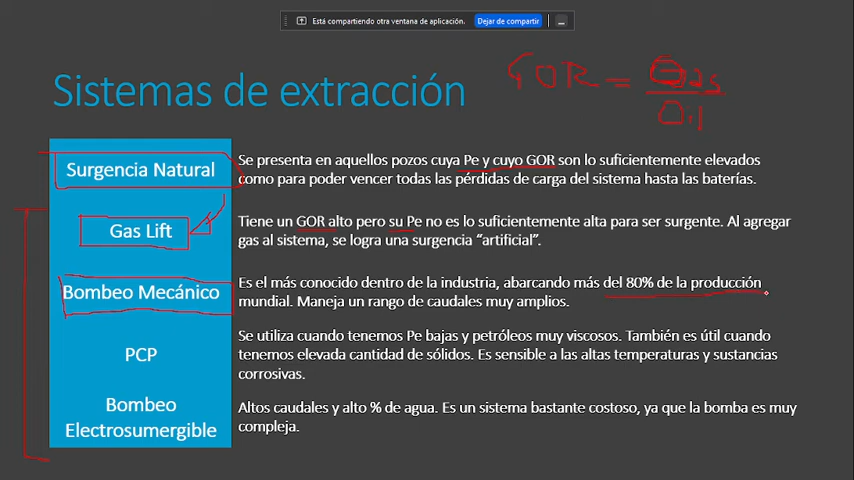 Está compartiendo otra ventana de aplicación.
Dejar de compartir
Sistemas de extracción
GOR = Gas
Oil
Surgencia Natural
Se presenta en aquellos pozos cuya Pe y cuyo GOR son lo suficientemente elevados
como para poder vencer todas las pérdidas de carga del sistema hasta las baterías.
Gas Lift
Tiene un GOR alto pero su Pe no es lo suficientemente alta para ser surgente. Al agregar
gas al sistema, se logra una surgencia “artificial”.
Bombeo Mecánico
Es el más conocido dentro de la industria, abarcando más del 80% de la producción
mundial. Maneja un rango de caudales muy amplios.
PCP
Se utiliza cuando tenemos Pe bajas y petróleos muy viscosos. También es útil cuando
tenemos elevada cantidad de sólidos. Es sensible a las altas temperaturas y sustancias
corrosivas.
Bombeo
Electrosumergible
Altos caudales y alto % de agua. Es un sistema bastante costoso, ya que la bomba es muy
compleja.